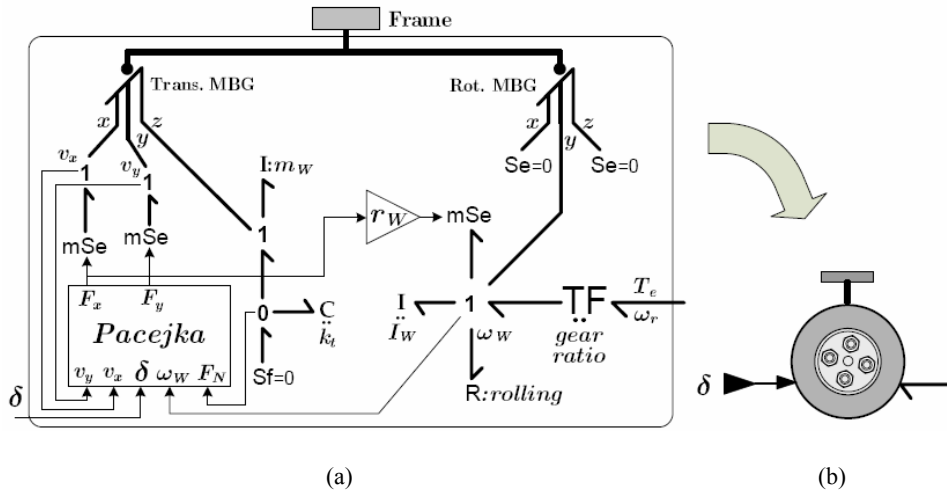 Frame
Trans. MBG
Rot. MBG
x
y
z
x
y
z
Se=0
Se=0
v_x
v_y
1
1
I:m_W
1
mSe
mSe
r_W
mSe
F_x
F_y
Pacejka
v_y v_x δ ω_W F_N
δ
0
C
:
k_t
Sf=0
I
:
I_W
1
ω_W
TF
:
gear
ratio
T_e
ω_r
R:rolling
δ
(a)
(b)